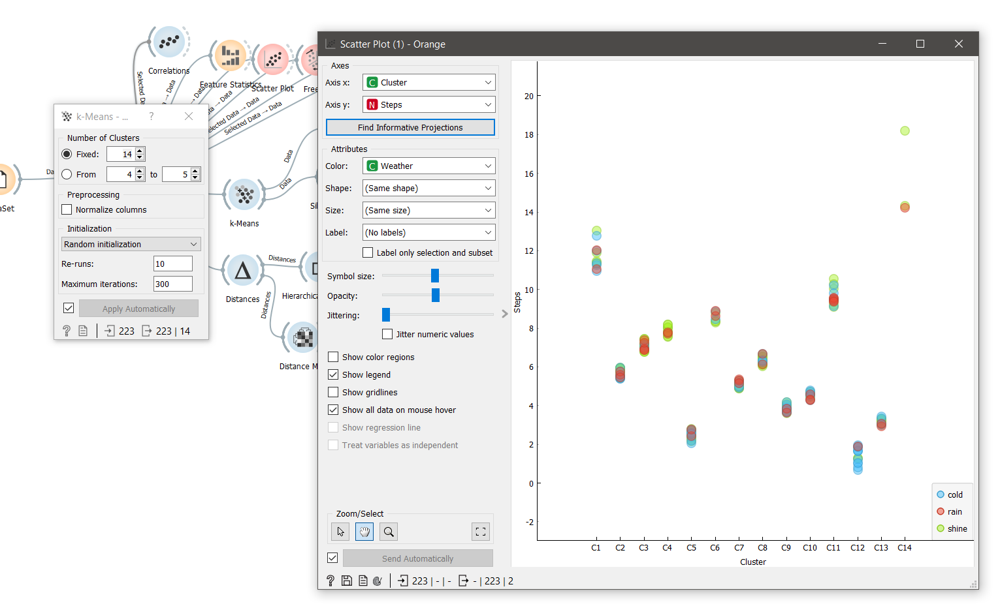 Correlations
Feature Statistics
Scatter Plot
Free
Selected Da
→ Data
→ Data
ta → Data
elected Data → Data
Selected Data → Data
k-Means - ...
?
Number of Clusters
Fixed: 14
From 4 to 5
Preprocessing
Normalize columns
Initialization
Random initialization
Re-runs: 10
Maximum iterations: 300
Apply Automatically
? 223 223 | 14
Da
aSet
Data
Data
k-Means
Sil
Distances
Distances
Distances
Hierarchica
Distance M
Scatter Plot (1) - Orange
Axes
Axis x: C Cluster
Axis y: N Steps
Find Informative Projections
Attributes
Color: C Weather
Shape: (Same shape)
Size: (Same size)
Label: (No labels)
Label only selection and subset
Symbol size:
Opacity:
Jittering:
Jitter numeric values
Show color regions
Show legend
Show gridlines
Show all data on mouse hover
Show regression line
Treat variables as independent
Zoom/Select
Send Automatically
? 223 | - | - - | 223 | 2
Steps
20
18
16
14
12
10
8
6
4
2
0
-2
C1 C2 C3 C4 C5 C6 C7 C8 C9 C10 C11 C12 C13 C14
Cluster
cold
rain
shine